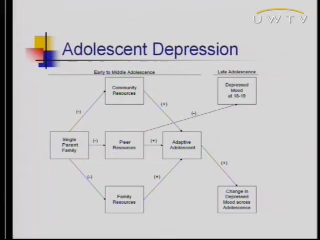 UWTV
Adolescent Depression
Early to Middle Adolescence
Late Adolescence
Community
Resources
Depressed
Mood
at 18-19
(-)
(+)
(-)
Single
Parent
Family
(-)
Peer
Resources
(+)
Adaptive
Adolescent
(-)
(+)
(+)
Family
Resources
Change in
Depressed
Mood across
Adolescence